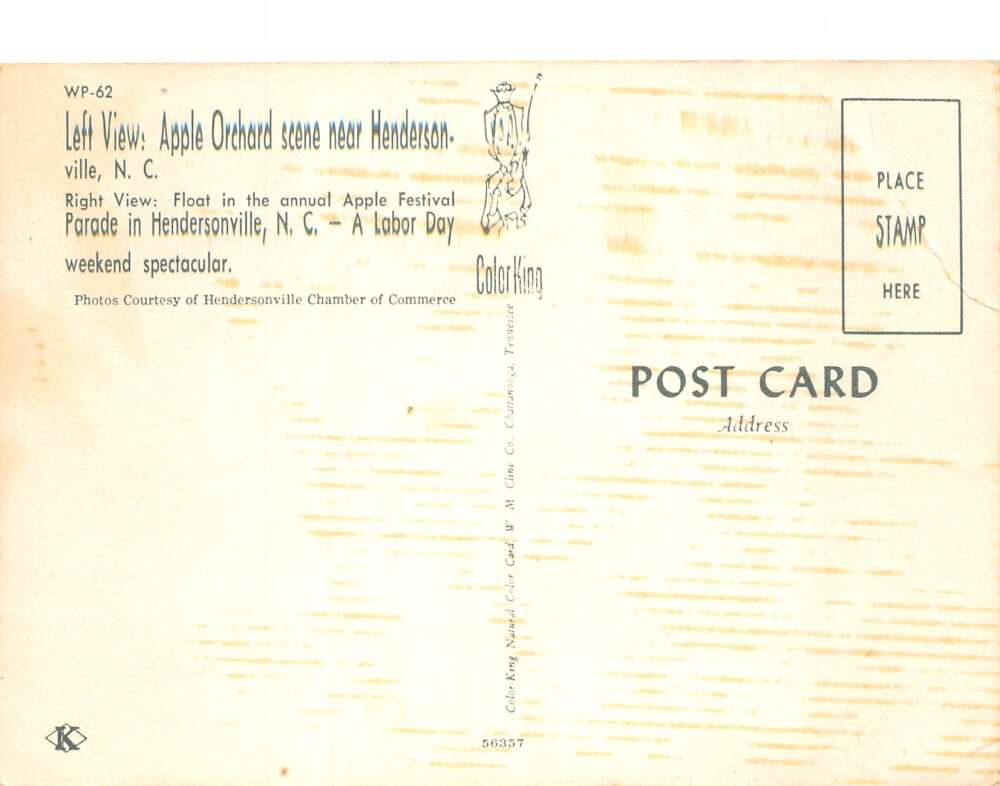 WP-62
Left View: Apple Orchard scene near Henderson-
ville, N. C.
Right View: Float in the annual Apple Festival
Parade in Hendersonville, N. C. — A Labor Day
weekend spectacular.
Photos Courtesy of Hendersonville Chamber of Commerce
Color King
Color King Natural Color Card, W. M. Cline Co., Chattanooga, Tennessee
PLACE
STAMP
HERE
POST CARD
Address
K
56357